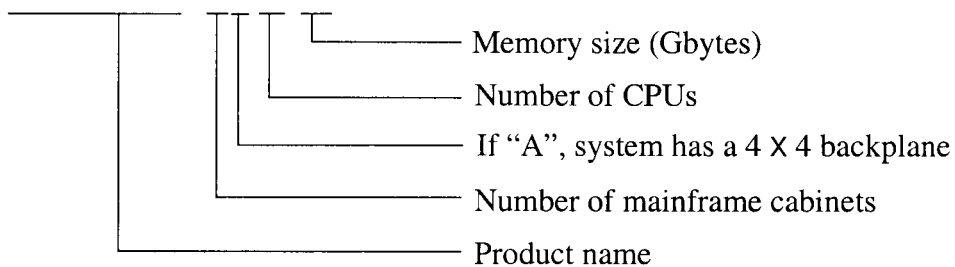 Memory size (Gbytes)
Number of CPUs
If “A”, system has a 4 X 4 backplane
Number of mainframe cabinets
Product name